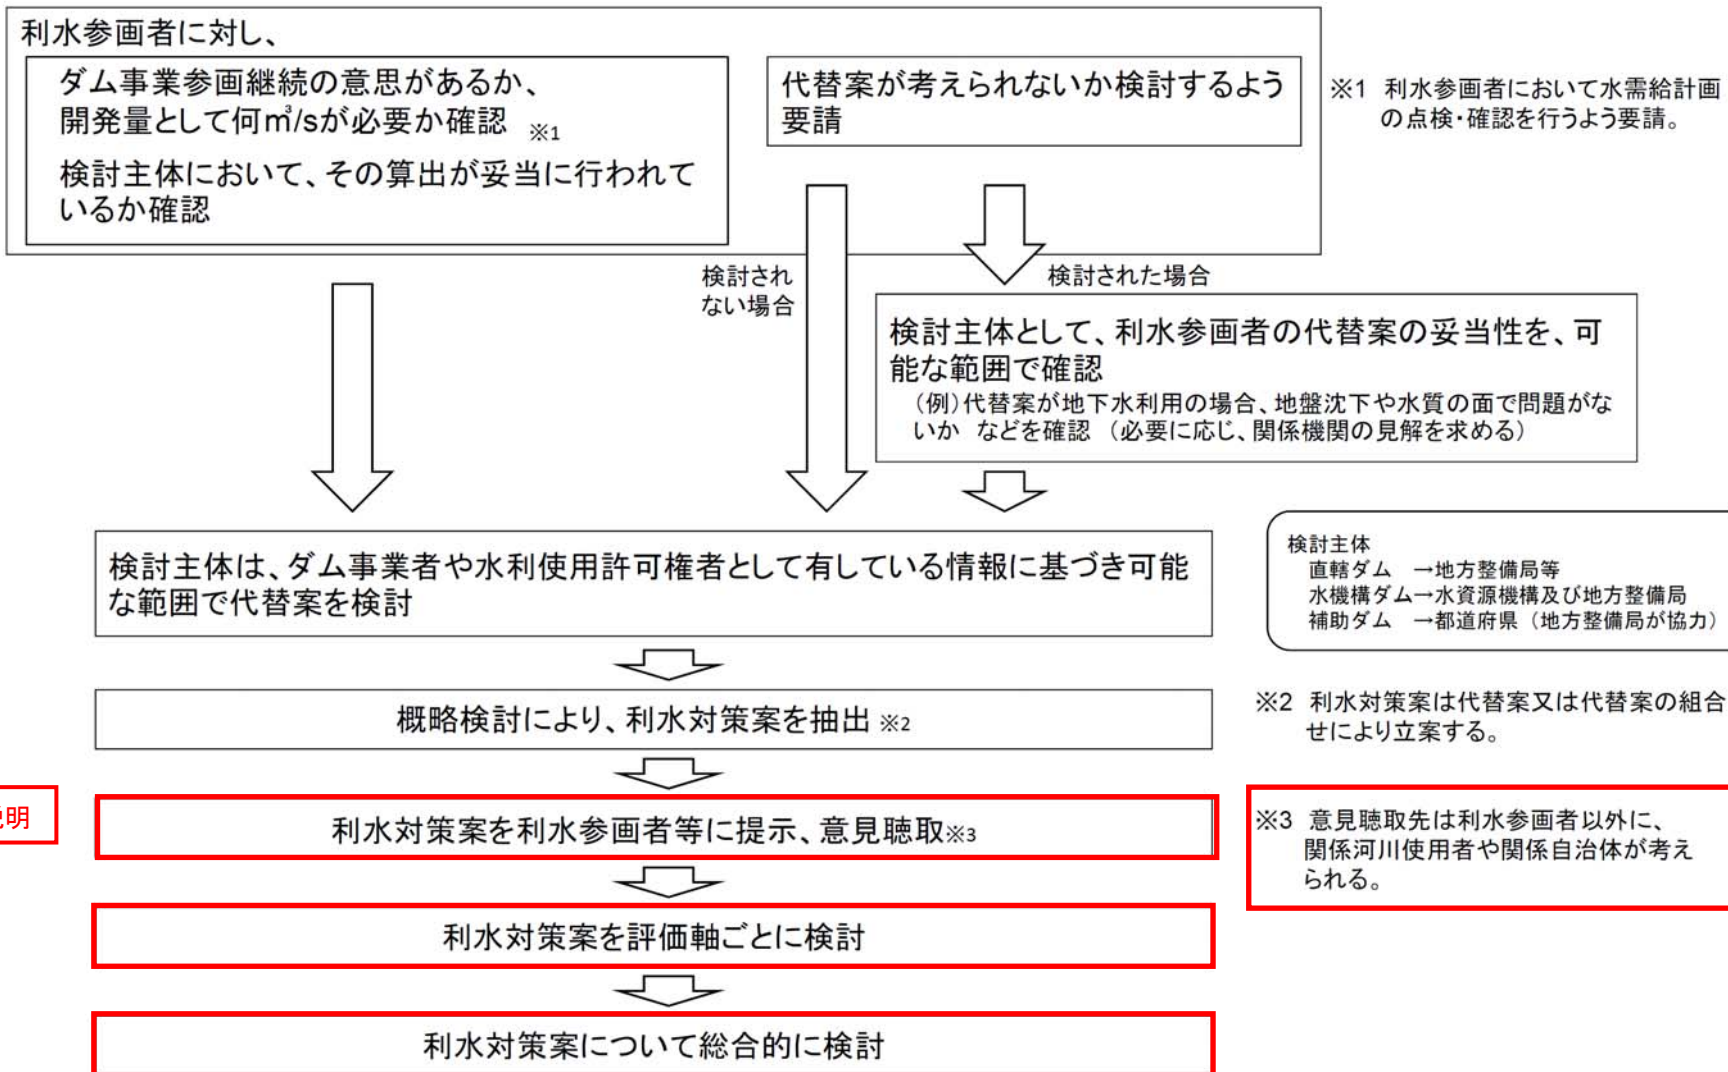 利水参画者に対し、
ダム事業参画継続の意思があるか、
開発量として何㎥/sが必要か確認 ※1
検討主体において、その算出が妥当に行われて
いるか確認
代替案が考えられないか検討するよう
要請
※1 利水参画者において水需給計画
の点検・確認を行うよう要請。
検討され
ない場合
検討された場合
検討主体として、利水参画者の代替案の妥当性を、可
能な範囲で確認
（例）代替案が地下水利用の場合、地盤沈下や水質の面で問題がな
いか などを確認 （必要に応じ、関係機関の見解を求める）
検討主体は、ダム事業者や水利使用許可権者として有している情報に基づき可能
な範囲で代替案を検討
検討主体
直轄ダム →地方整備局等
水機構ダム→水資源機構及び地方整備局
補助ダム →都道府県（地方整備局が協力）
概略検討により、利水対策案を抽出 ※2
※2 利水対策案は代替案又は代替案の組合
せにより立案する。
説明
利水対策案を利水参画者等に提示、意見聴取※3
※3 意見聴取先は利水参画者以外に、
関係河川使用者や関係自治体が考え
られる。
利水対策案を評価軸ごとに検討
利水対策案について総合的に検討